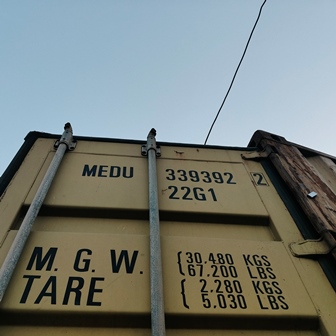 MEDU 339392 2
22G1
M. G. W. 30.480 KGS
67.200 LBS
TARE 2.280 KGS
5.030 LBS